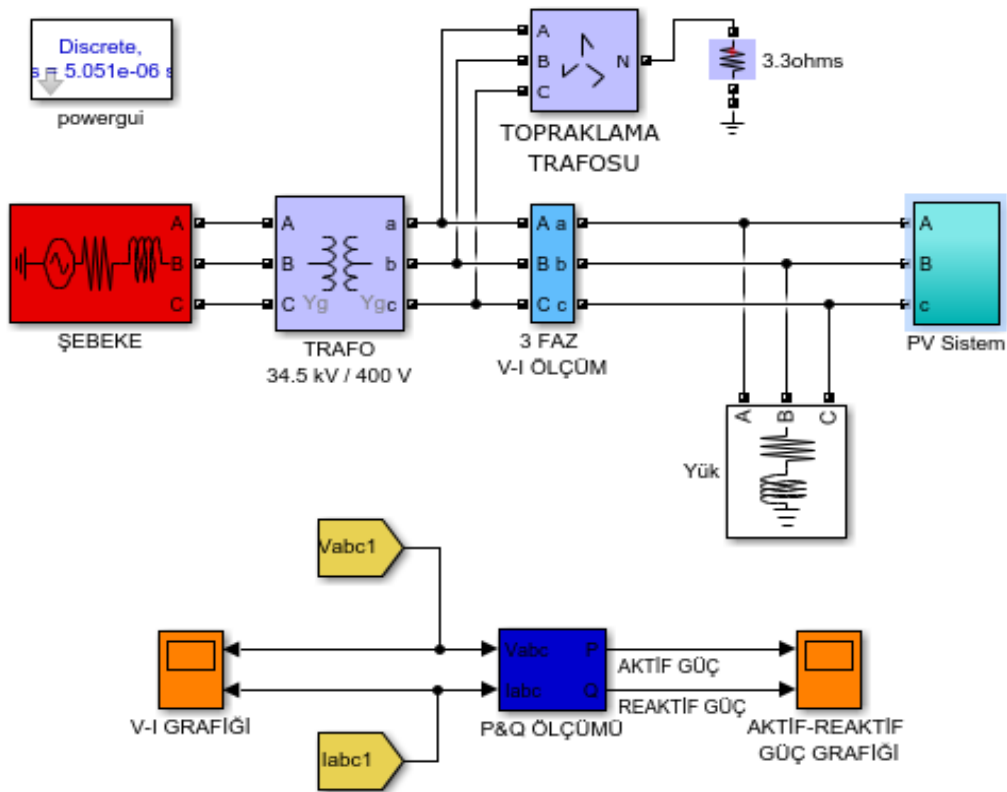 Discrete,
s = 5.051e-06 s
powergui
A
B
C
N
3.3ohms
TOPRAKLAMA
TRAFOSU
A
B
C
ŞEBEKE
A
B
C
a
b
c
Yg
Yg
TRAFO
34.5 kV / 400 V
A a
B b
C c
3 FAZ
V-I ÖLÇÜM
A
B
c
PV Sistem
A
B
C
Yük
Vabc1
Vabc
P
Iabc
Q
AKTİF GÜÇ
REAKTİF GÜÇ
V-I GRAFİĞİ
P&Q ÖLÇÜMÜ
AKTİF-REAKTİF
GÜÇ GRAFİĞİ
Iabc1